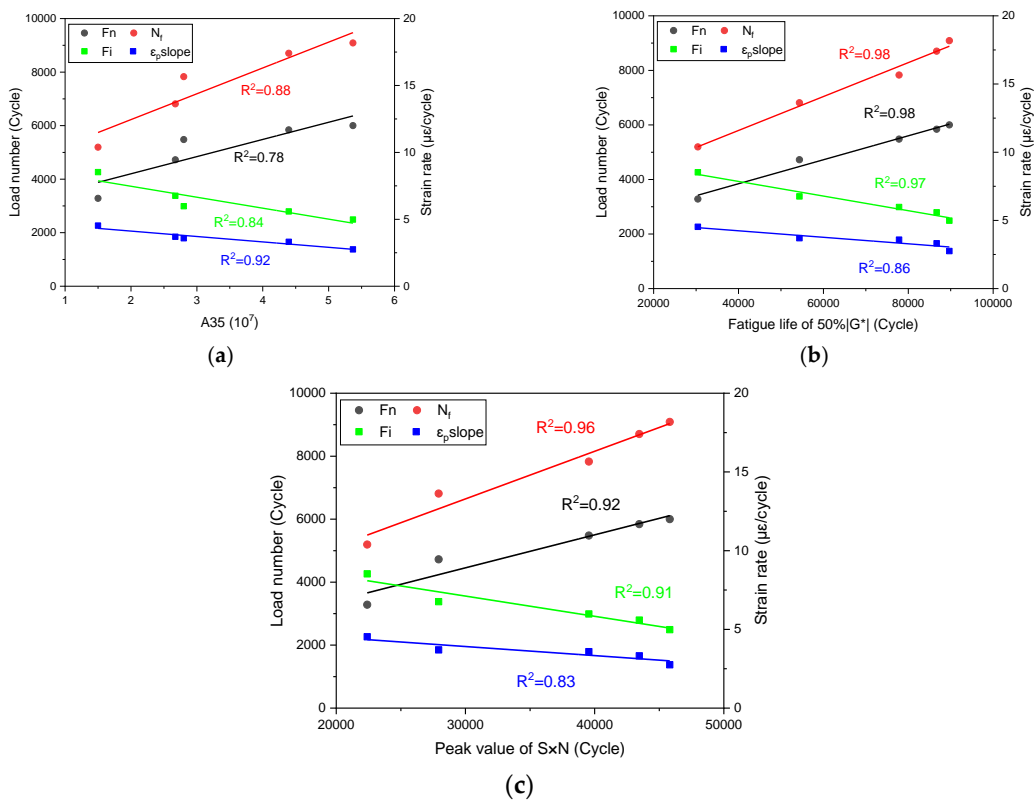 10000
8000
6000
4000
2000
0
Load number (Cycle)
Fn
N_f
Fi
ε_pslope
R²=0.88
R²=0.78
R²=0.84
R²=0.92
20
15
10
5
0
Strain rate (με/cycle)
1
2
3
4
5
6
A35 (10⁷)
(a)
10000
8000
6000
4000
2000
0
Load number (Cycle)
Fn
N_f
Fi
ε_pslope
R²=0.98
R²=0.98
R²=0.97
R²=0.86
20
15
10
5
0
Strain rate (με/cycle)
20000
40000
60000
80000
100000
Fatigue life of 50%|G*| (Cycle)
(b)
10000
8000
6000
4000
2000
0
Load number (Cycle)
Fn
N_f
Fi
ε_pslope
R²=0.96
R²=0.92
R²=0.91
R²=0.83
20
15
10
5
0
Strain rate (με/cycle)
20000
30000
40000
50000
Peak value of S×N (Cycle)
(c)